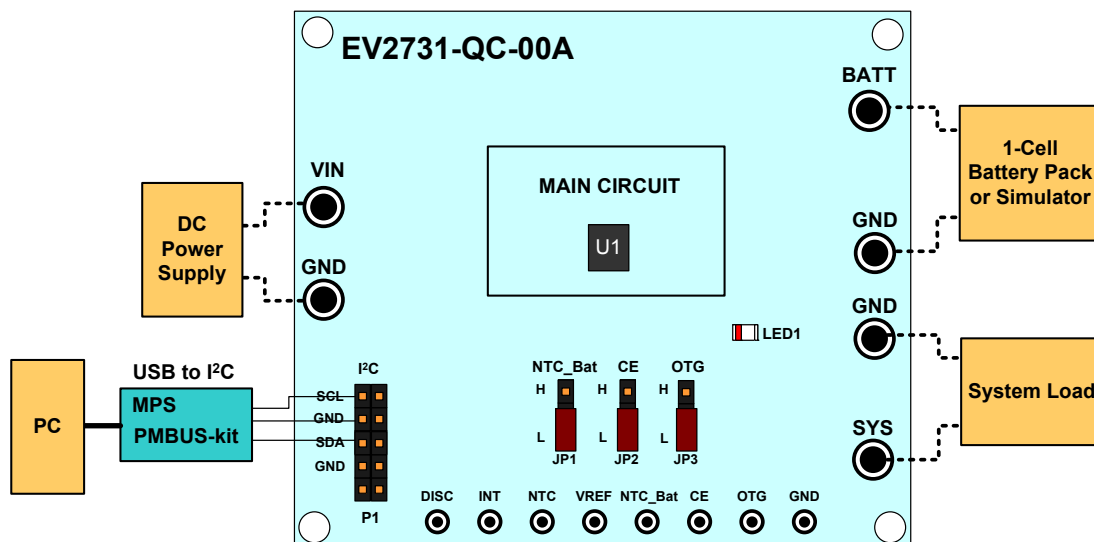 EV2731-QC-00A
BATT
1-Cell
Battery Pack
or Simulator
VIN
MAIN CIRCUIT
U1
DC
Power
Supply
GND
GND
GND
LED1
System Load
SYS
USB to I²C
MPS
PMBUS-kit
PC
I²C
SCL
GND
SDA
GND
P1
NTC_Bat CE OTG
H H H
L L L
JP1 JP2 JP3
DISC INT NTC VREF NTC_Bat CE OTG GND